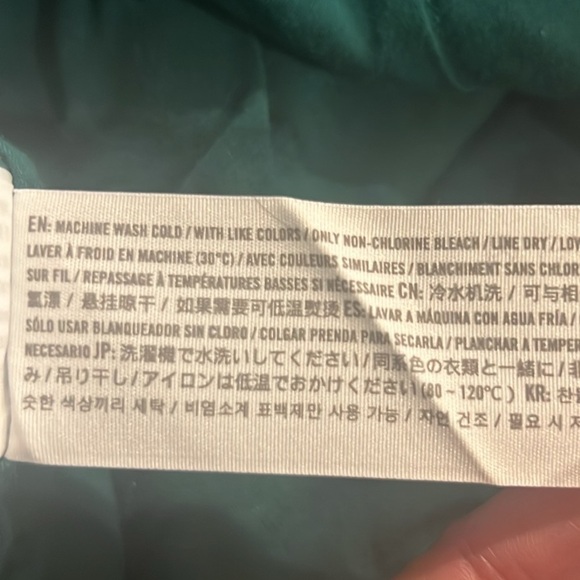 EN: MACHINE WASH COLD / WITH LIKE COLORS / ONLY NON-CHLORINE BLEACH / LINE DRY / LOW
LAVER À FROID EN MACHINE (30°C) / AVEC COULEURS SIMILAIRES / BLANCHIMENT SANS CHLOR
SUR FIL / REPASSAGE À TEMPÉRATURES BASSES SI NÉCESSAIRE CN: 冷水机洗 / 可与相
氯漂 / 悬挂晾干 / 如果需要可低温熨烫 ES: LAVAR A MÁQUINA CON AGUA FRÍA /
SÓLO USAR BLANQUEADOR SIN CLORO / COLGAR PRENDA PARA SECARLA / PLANCHAR A TEMPER
NECESARIO JP: 洗濯機で水洗いしてください/同系色の衣類と一緒に/
み/吊り干し/アイロンは低温でおかけください(80~120°C) KR: 찬
슷한 색상끼리 세탁 / 비염소계 표백제만 사용 가능 / 자연 건조 / 필요 시